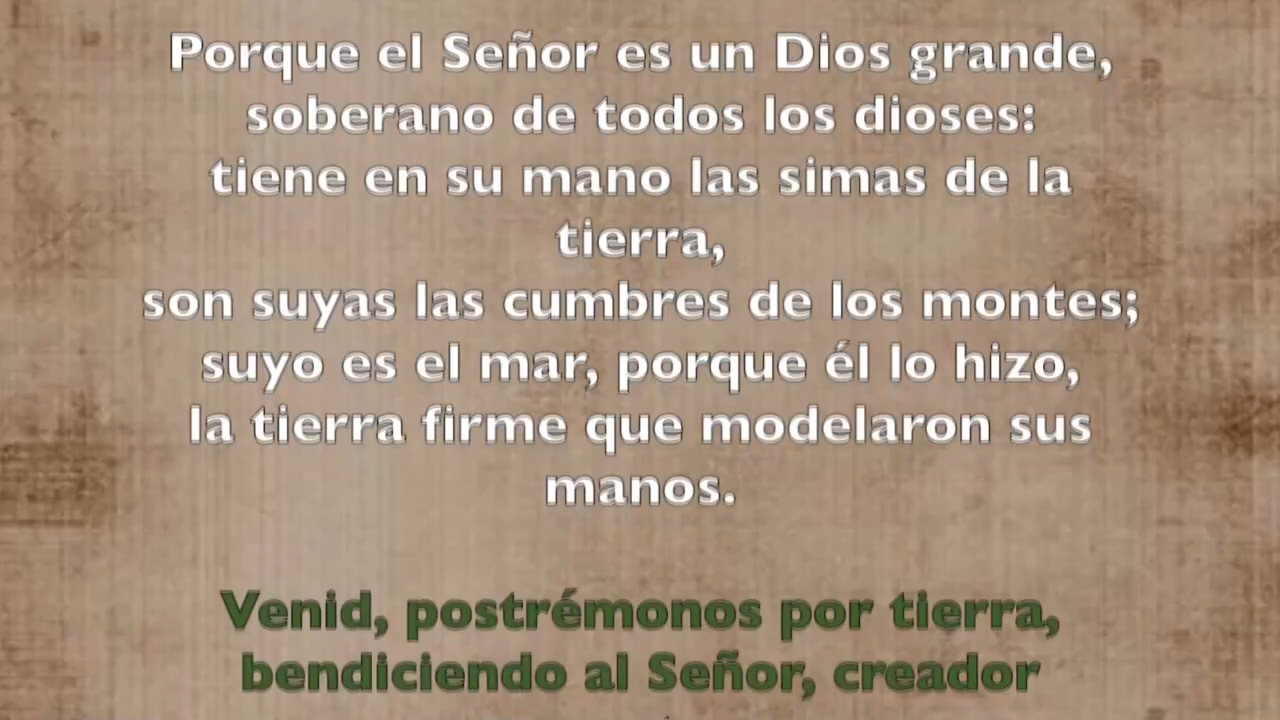 Porque el Señor es un Dios grande,
soberano de todos los dioses:
tiene en su mano las simas de la
tierra,
son suyas las cumbres de los montes;
suyo es el mar, porque él lo hizo,
la tierra firme que modelaron sus
manos.
Venid, postrémonos por tierra,
bendiciendo al Señor, creador